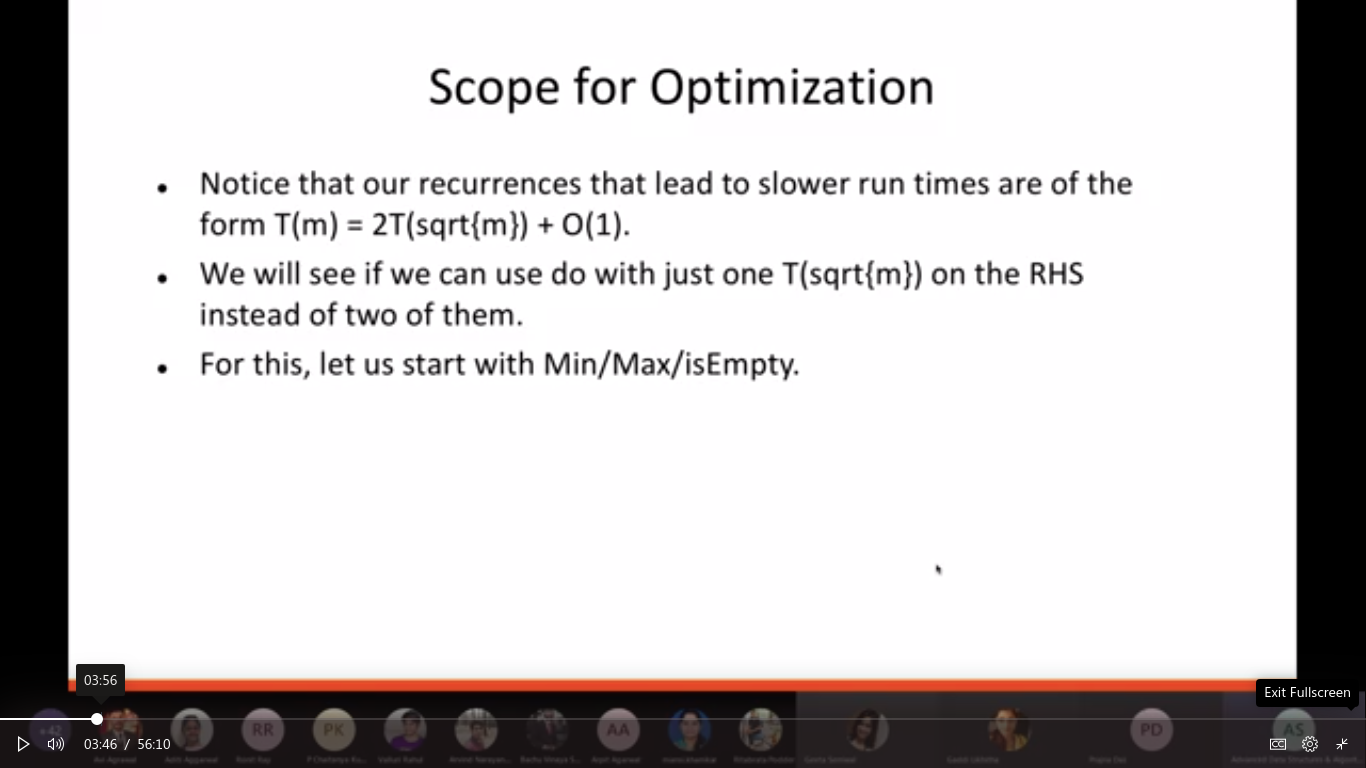 Scope for Optimization
• Notice that our recurrences that lead to slower run times are of the
form T(m) = 2T(sqrt{m}) + O(1).
• We will see if we can use do with just one T(sqrt{m}) on the RHS
instead of two of them.
• For this, let us start with Min/Max/isEmpty.
03:56
Exit Fullscreen
+42
RR
PK
AA
PD
AS
03:46 / 56:10
CC